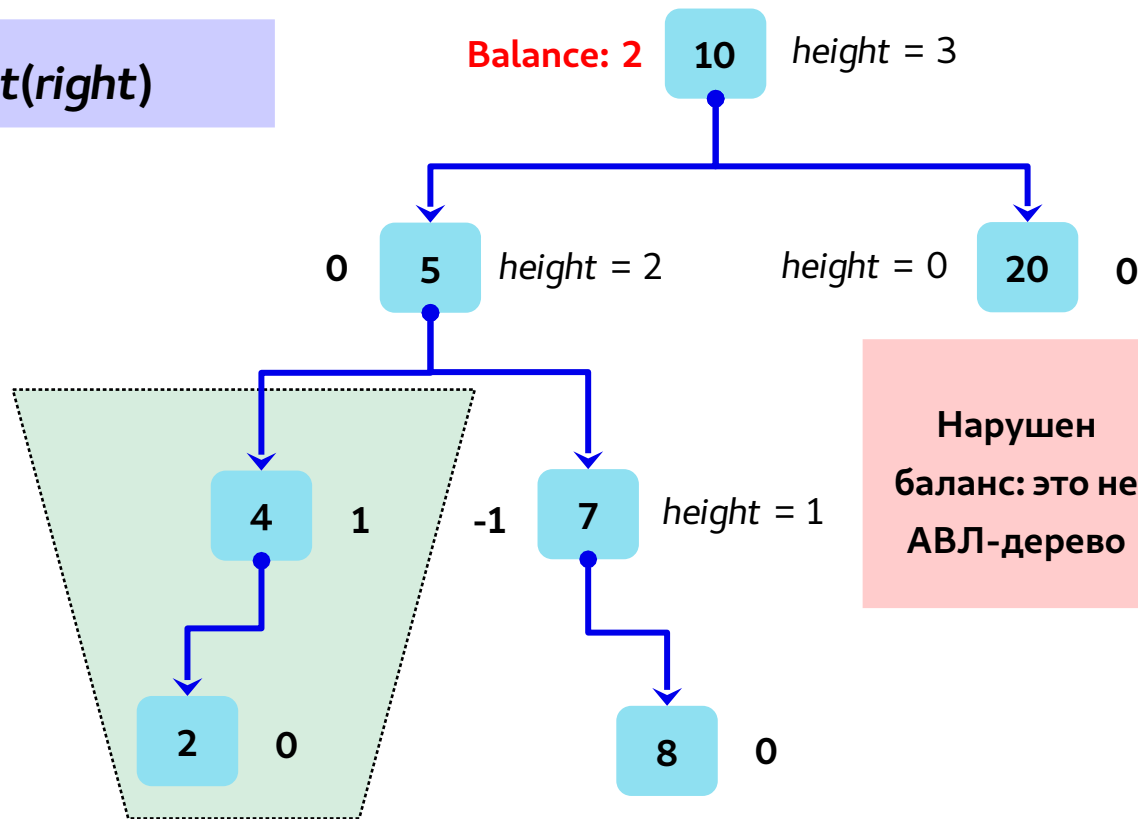 t(right)
Balance: 2 10 height = 3
0 5 height = 2 height = 0 20 0
Нарушен
баланс: это не
АВЛ-дерево
4 1 -1 7 height = 1
2 0 8 0